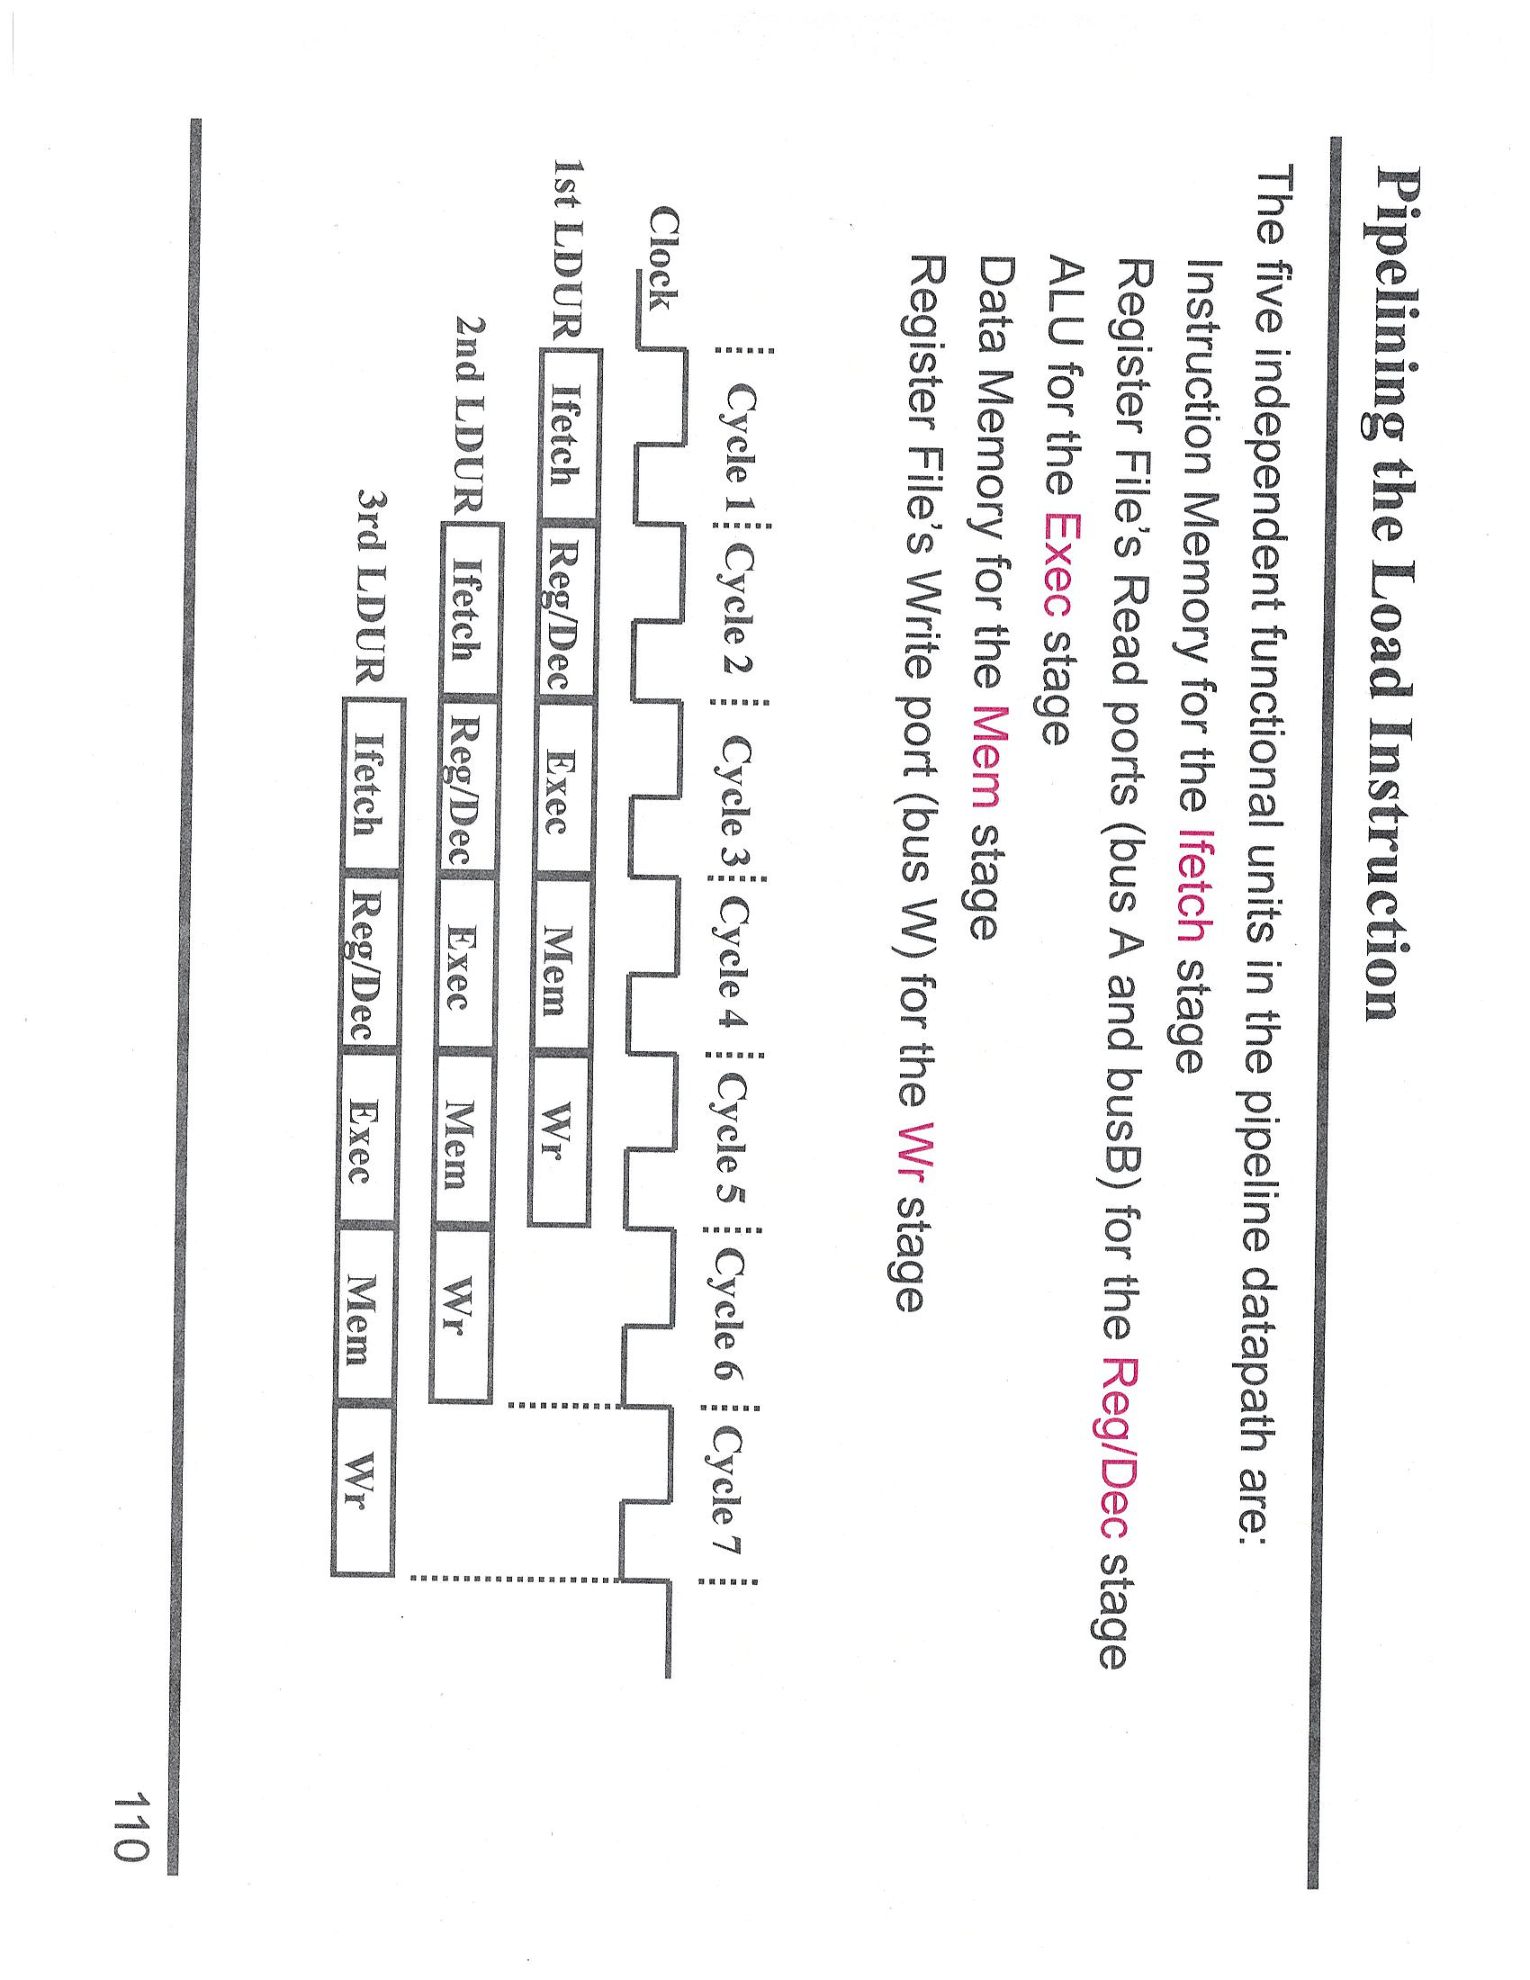 Pipelining the Load Instruction
The five independent functional units in the pipeline datapath are:
Instruction Memory for the Ifetch stage
Register File's Read ports (bus A and busB) for the Reg/Dec stage
ALU for the Exec stage
Data Memory for the Mem stage
Register File's Write port (bus W) for the Wr stage
Cycle 1 Cycle 2 Cycle 3 Cycle 4 Cycle 5 Cycle 6 Cycle 7
Clock
1st LDUR Ifetch Reg/Dec Exec Mem Wr
2nd LDUR Ifetch Reg/Dec Exec Mem Wr
3rd LDUR Ifetch Reg/Dec Exec Mem Wr
110